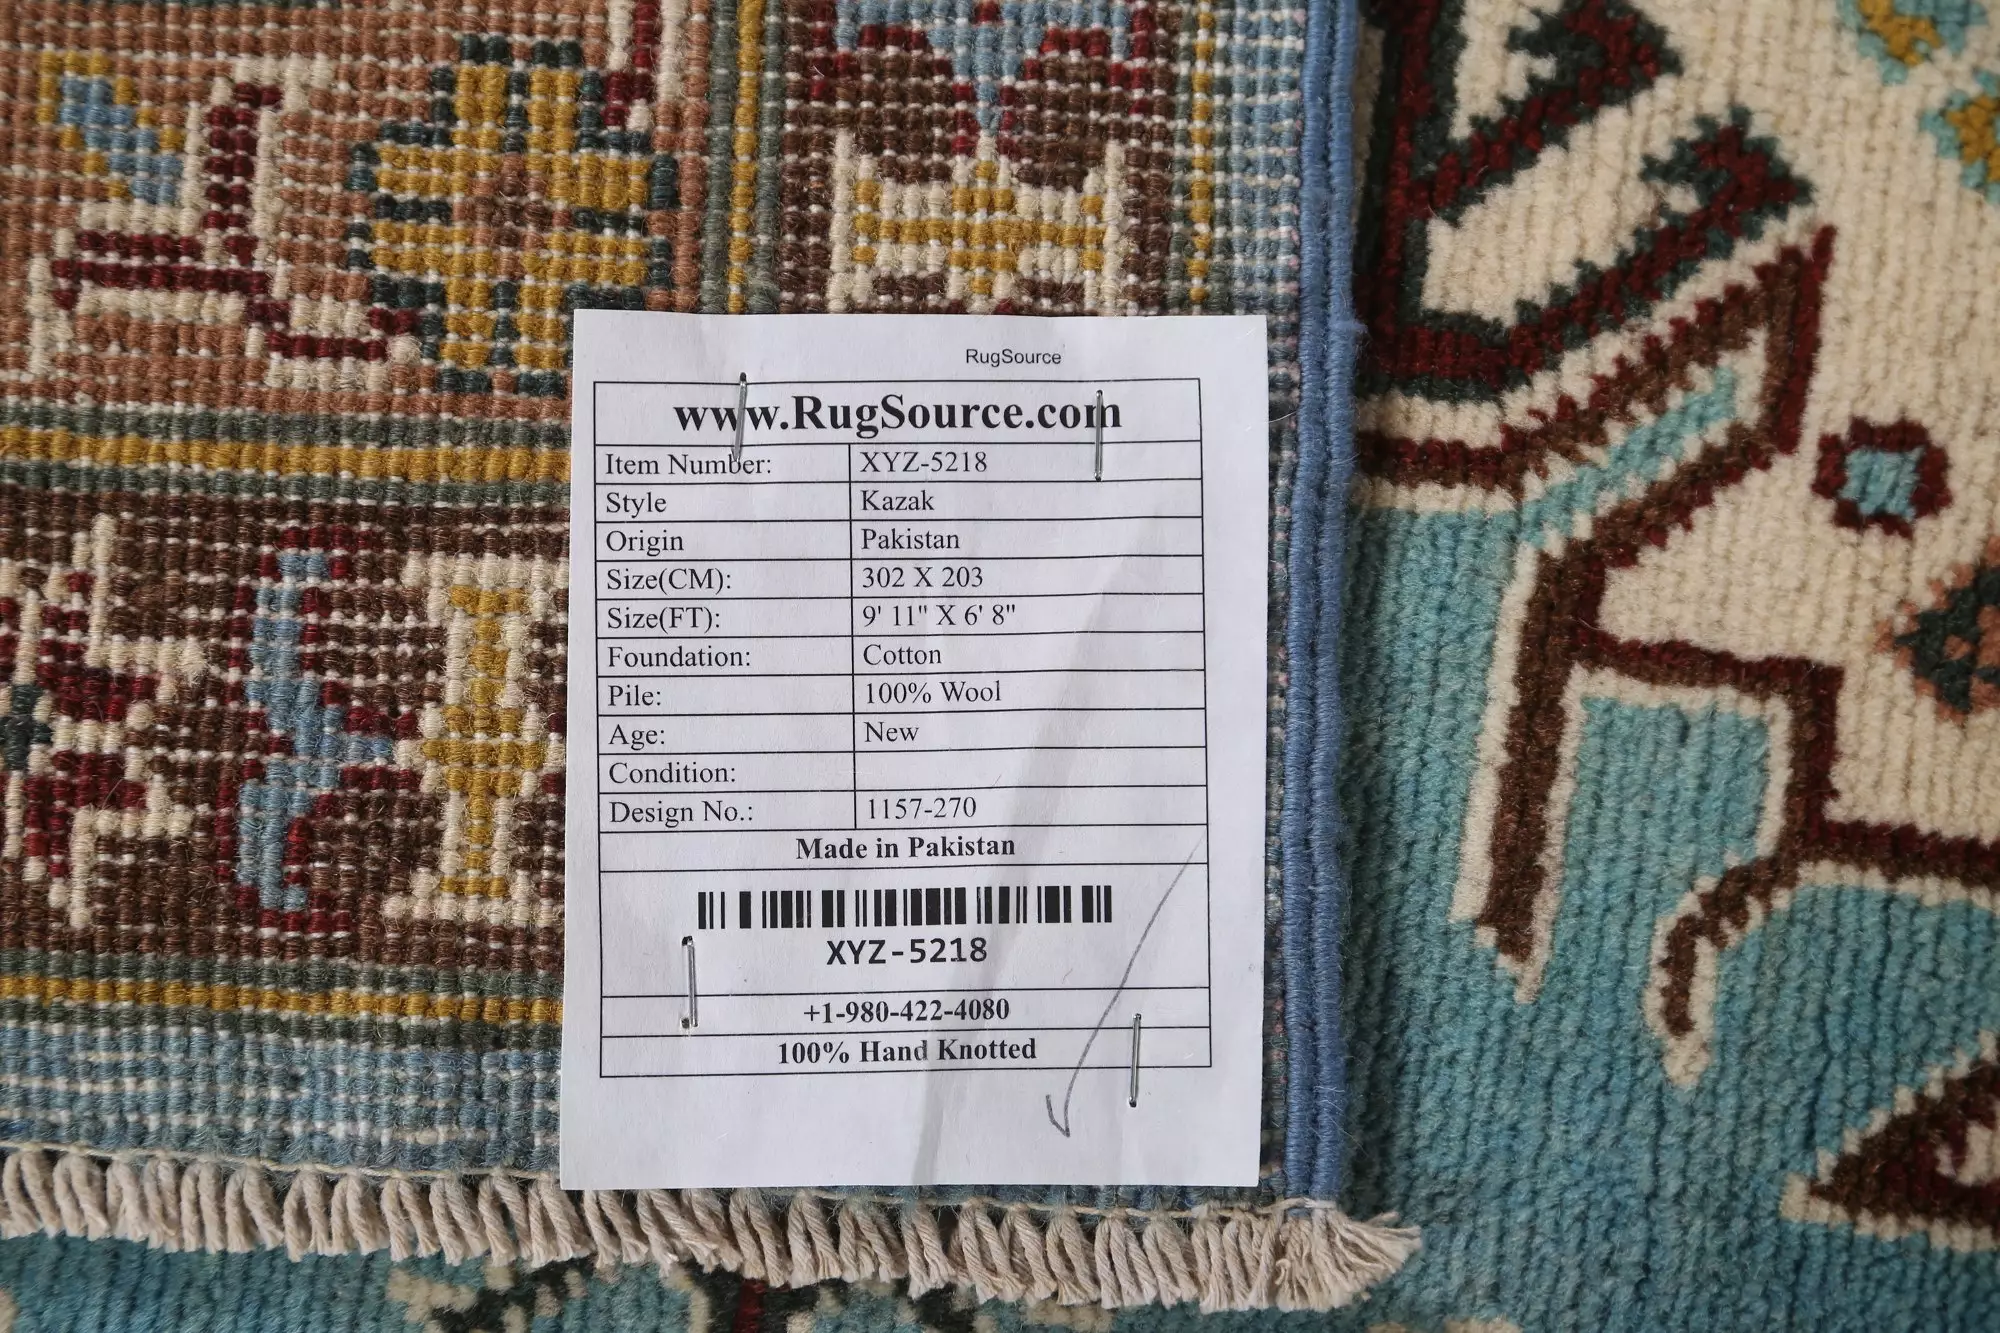 RugSource
www.RugSource.com
Item Number: XYZ-5218
Style Kazak
Origin Pakistan
Size(CM): 302 X 203
Size(FT): 9' 11" X 6' 8"
Foundation: Cotton
Pile: 100% Wool
Age: New
Condition:
Design No.: 1157-270
Made in Pakistan
XYZ-5218
+1-980-422-4080
100% Hand Knotted